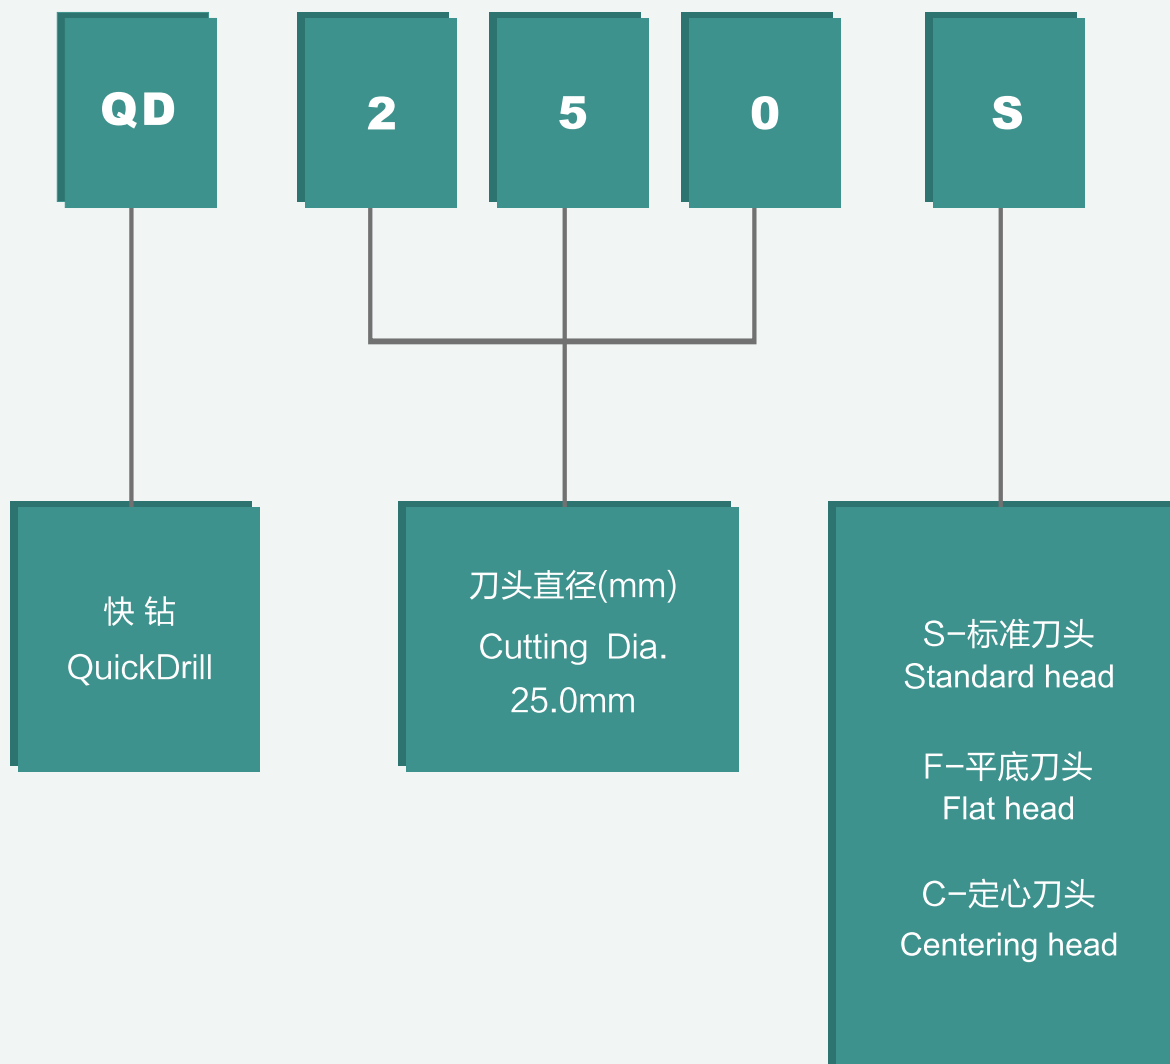 QD
2
5
0
S
快 钻
QuickDrill
刀头直径(mm)
Cutting Dia.
25.0mm
S-标准刀头
Standard head
F-平底刀头
Flat head
C-定心刀头
Centering head